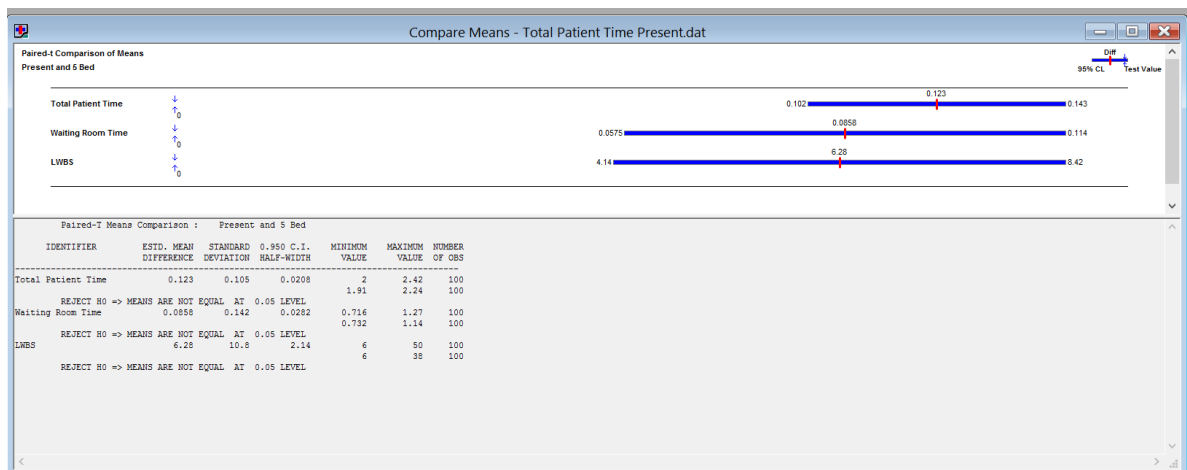 Compare Means - Total Patient Time Present.dat
Paired-t Comparison of Means
Present and 5 Bed
Diff
95% CL Test Value
Total Patient Time 0 0.102 0.123 0.143
Waiting Room Time 0 0.0575 0.0858 0.114
LWBS 0 4.14 6.28 8.42
Paired-T Means Comparison : Present and 5 Bed
IDENTIFIER ESTD. MEAN STANDARD 0.950 C.I. MINIMUM MAXIMUM NUMBER
DIFFERENCE DEVIATION HALF-WIDTH VALUE VALUE OF OBS
Total Patient Time 0.123 0.105 0.0208 2 2.42 100
1.91 2.24 100
REJECT H0 => MEANS ARE NOT EQUAL AT 0.05 LEVEL
Waiting Room Time 0.0858 0.142 0.0282 0.716 1.27 100
0.732 1.14 100
REJECT H0 => MEANS ARE NOT EQUAL AT 0.05 LEVEL
LWBS 6.28 10.8 2.14 6 50 100
6 38 100
REJECT H0 => MEANS ARE NOT EQUAL AT 0.05 LEVEL